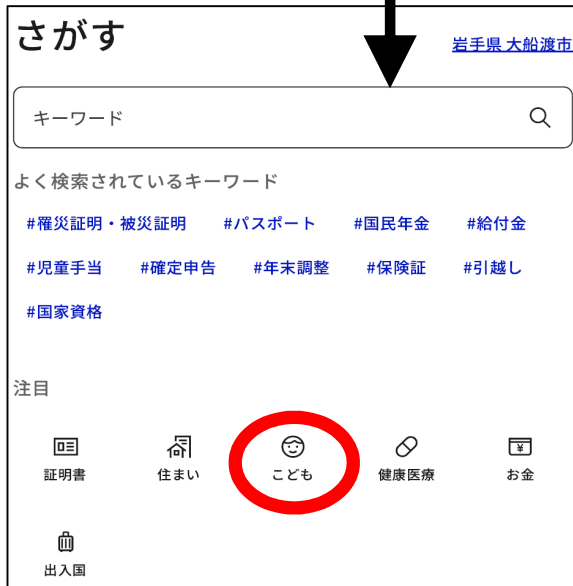 さがす
岩手県 大船渡市
キーワード
よく検索されているキーワード
#罹災証明・被災証明 #パスポート #国民年金 #給付金
#児童手当 #確定申告 #年末調整 #保険証 #引越し
#国家資格
注目
証明書 住まい こども 健康医療 お金
出入国